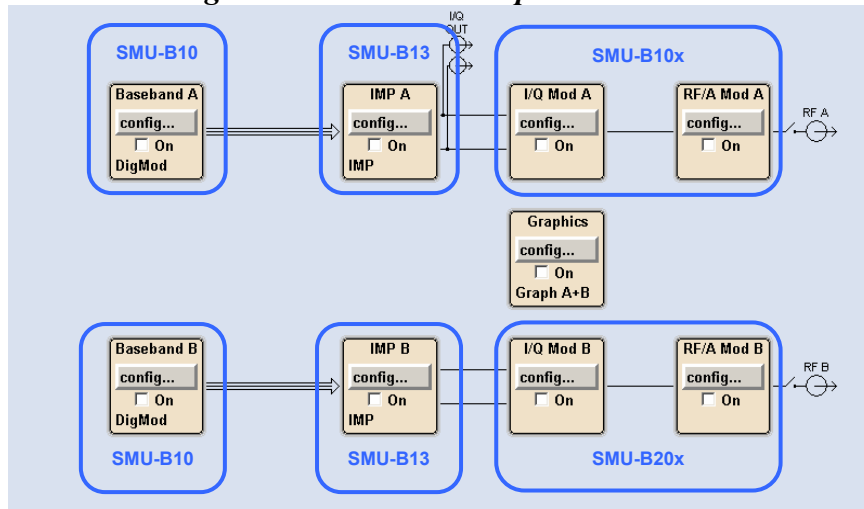 I/Q
OUT
SMU-B10
SMU-B13
SMU-B10x
Baseband A
config...
On
DigMod
IMP A
config...
On
IMP
I/Q Mod A
config...
On
RF/A Mod A
config...
On
RF A
Graphics
config...
On
Graph A+B
Baseband B
config...
On
DigMod
IMP B
config...
On
IMP
I/Q Mod B
config...
On
RF/A Mod B
config...
On
RF B
SMU-B10
SMU-B13
SMU-B20x